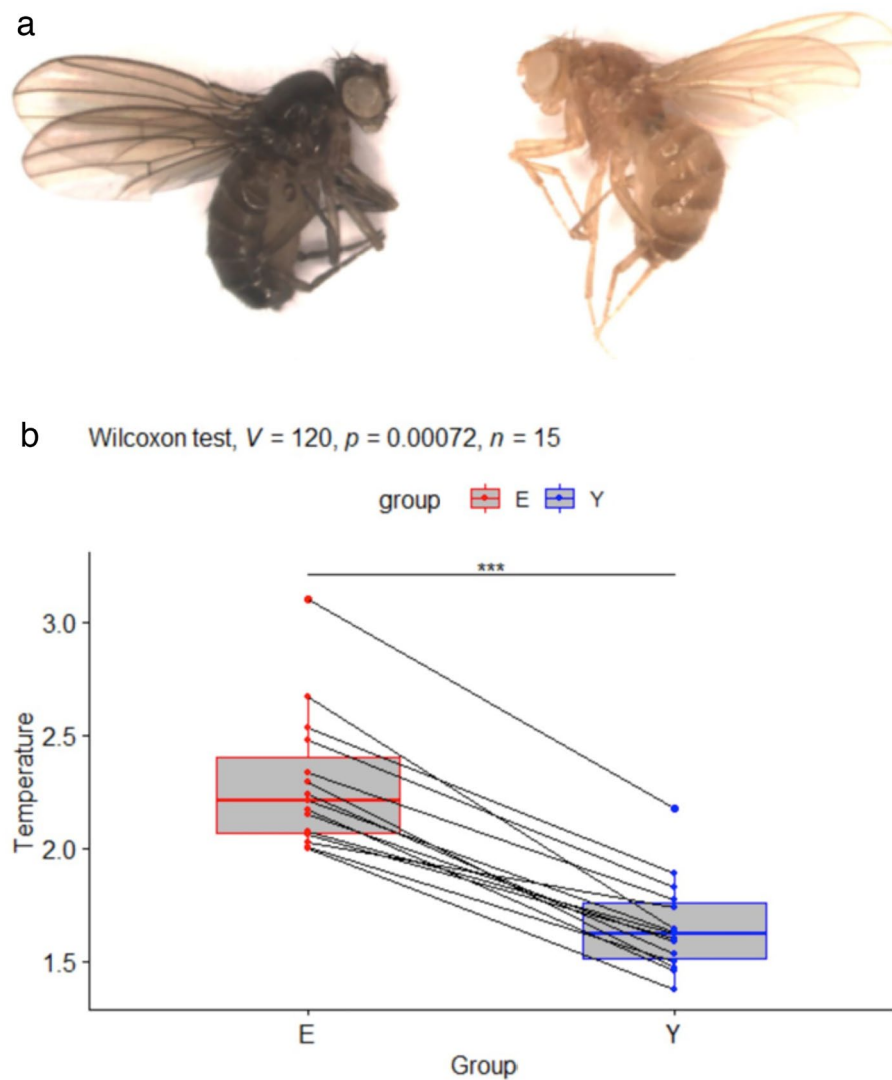 a
b
Wilcoxon test, V = 120, p = 0.00072, n = 15
group E Y
***
3.0
2.5
2.0
1.5
Temperature
E Y
Group